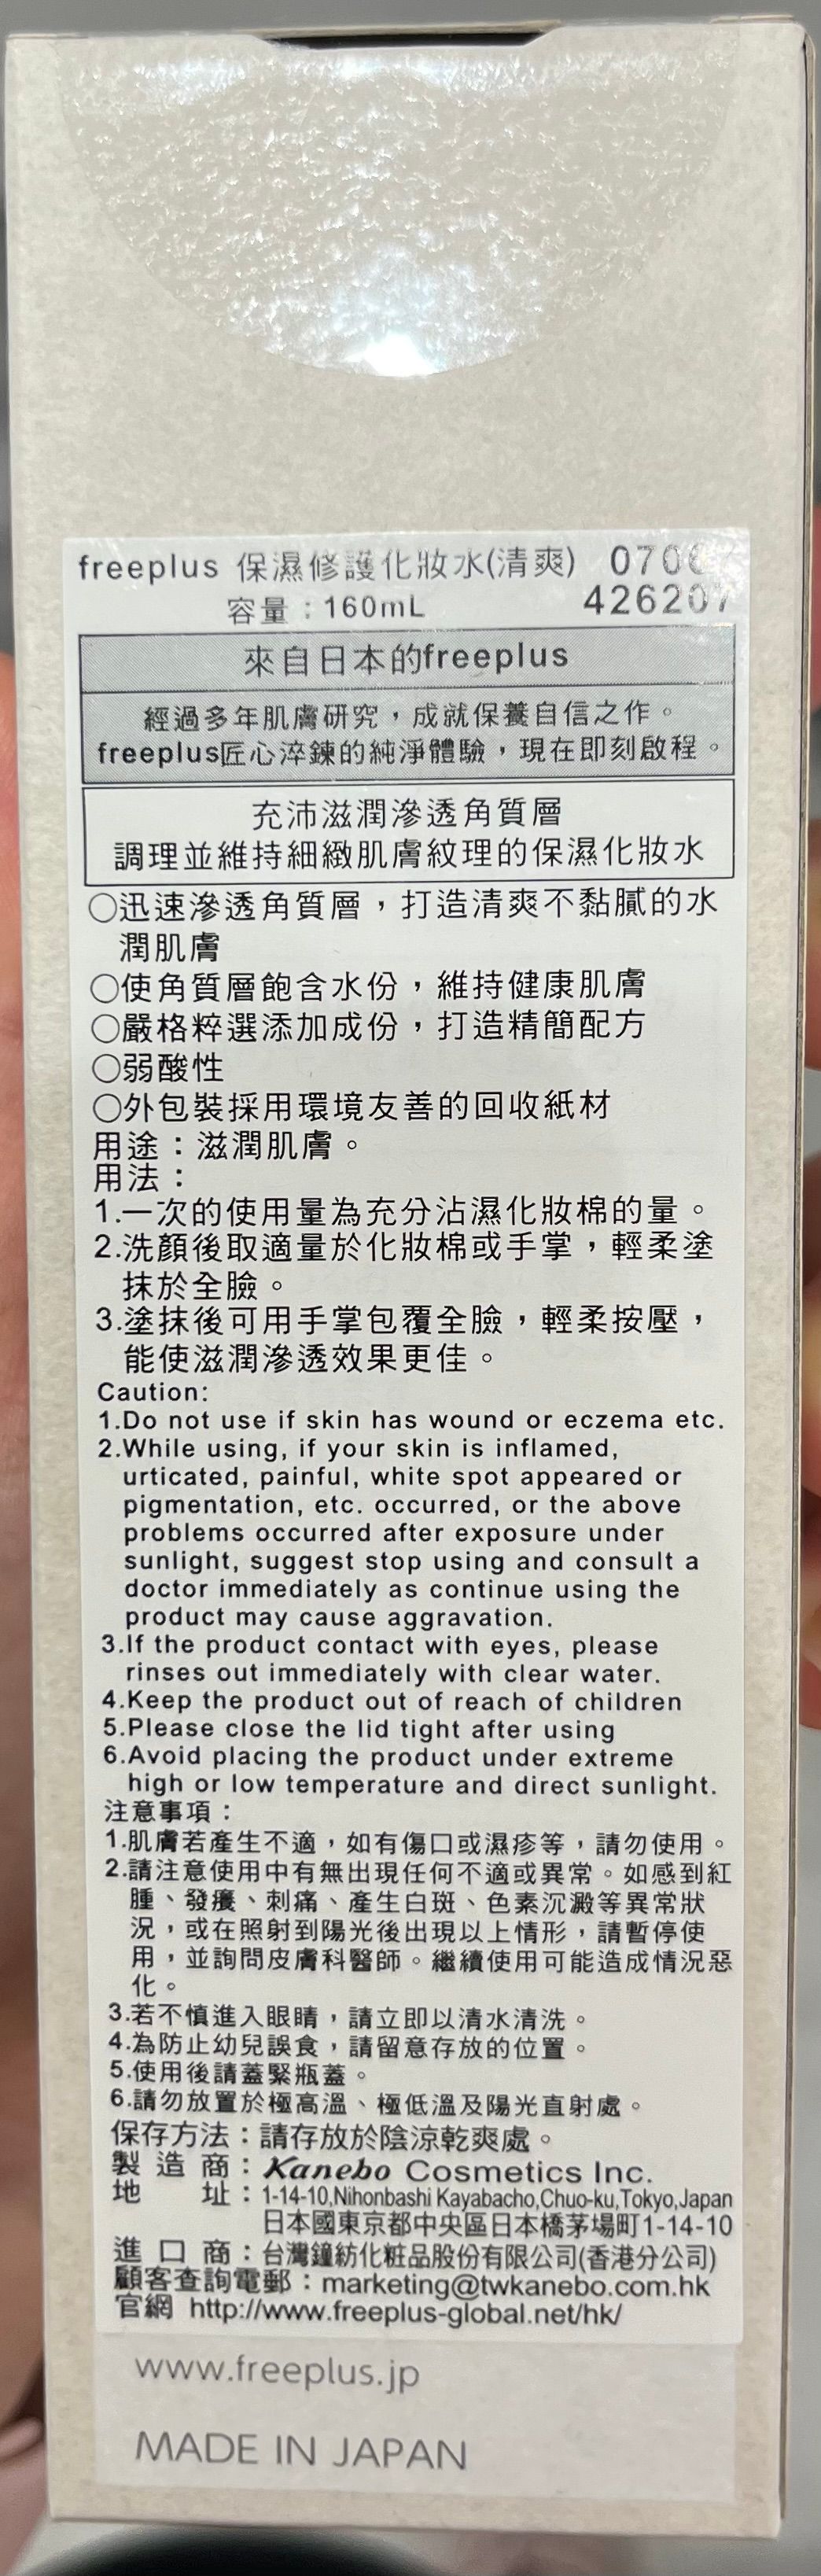 freeplus 保濕修護化妝水(清爽)
容量：160mL 426207
來自日本的freeplus
經過多年肌膚研究，成就保養自信之作。
freeplus匠心淬鍊的純淨體驗，現在即刻啟程。
充沛滋潤滲透角質層
調理並維持細緻肌膚紋理的保濕化妝水
○迅速滲透角質層，打造清爽不黏膩的水
潤肌膚
○使角質層飽含水份，維持健康肌膚
○嚴格粹選添加成份，打造精簡配方
○弱酸性
○外包裝採用環境友善的回收紙材
用途：滋潤肌膚。
用法：
1.一次的使用量為充分沾濕化妝棉的量。
2.洗顏後取適量於化妝棉或手掌，輕柔塗
抹於全臉。
3.塗抹後可用手掌包覆全臉，輕柔按壓，
能使滋潤滲透效果更佳。
Caution:
1.Do not use if skin has wound or eczema etc.
2.While using, if your skin is inflamed,
urticated, painful, white spot appeared or
pigmentation, etc. occurred, or the above
problems occurred after exposure under
sunlight, suggest stop using and consult a
doctor immediately as continue using the
product may cause aggravation.
3.If the product contact with eyes, please
rinses out immediately with clear water.
4.Keep the product out of reach of children
5.Please close the lid tight after using
6.Avoid placing the product under extreme
high or low temperature and direct sunlight.
注意事項：
1.肌膚若產生不適，如有傷口或濕疹等，請勿使用。
2.請注意使用中有無出現任何不適或異常。如感到紅
腫、發癢、刺痛、產生白斑、色素沉澱等異常狀
況，或在照射到陽光後出現以上情形，請暫停使
用，並詢問皮膚科醫師。繼續使用可能造成情況惡
化。
3.若不慎進入眼睛，請立即以清水清洗。
4.為防止幼兒誤食，請留意存放的位置。
5.使用後請蓋緊瓶蓋。
6.請勿放置於極高溫、極低溫及陽光直射處。
保存方法：請存放於陰涼乾爽處。
製造商：Kanebo Cosmetics Inc.
地　　址：1-14-10,Nihonbashi Kayabacho,Chuo-ku,Tokyo,Japan
日本國東京都中央區日本橋茅場町1-14-10
進口商：台灣鐘紡化粧品股份有限公司(香港分公司)
顧客查詢電郵：marketing@twkanebo.com.hk
官網 http://www.freeplus-global.net/hk/
www.freeplus.jp
MADE IN JAPAN